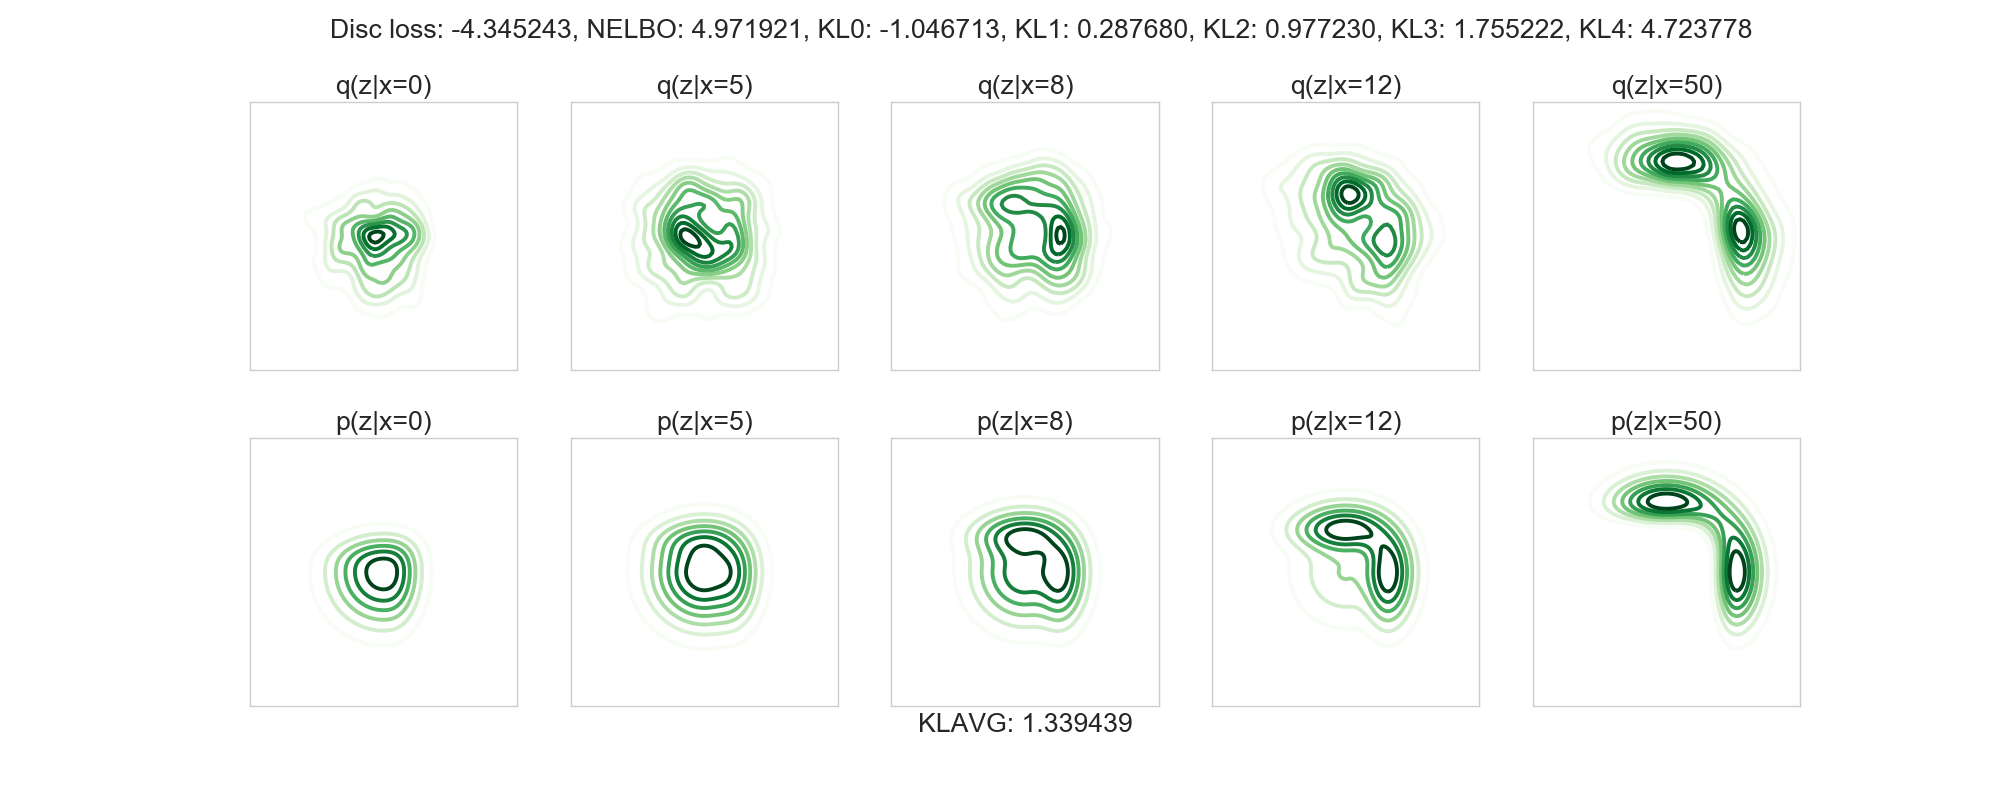 Disc loss: -4.345243, NELBO: 4.971921, KL0: -1.046713, KL1: 0.287680, KL2: 0.977230, KL3: 1.755222, KL4: 4.723778
q(z|x=0) q(z|x=5) q(z|x=8) q(z|x=12) q(z|x=50)
p(z|x=0) p(z|x=5) p(z|x=8) p(z|x=12) p(z|x=50)
KLAVG: 1.339439